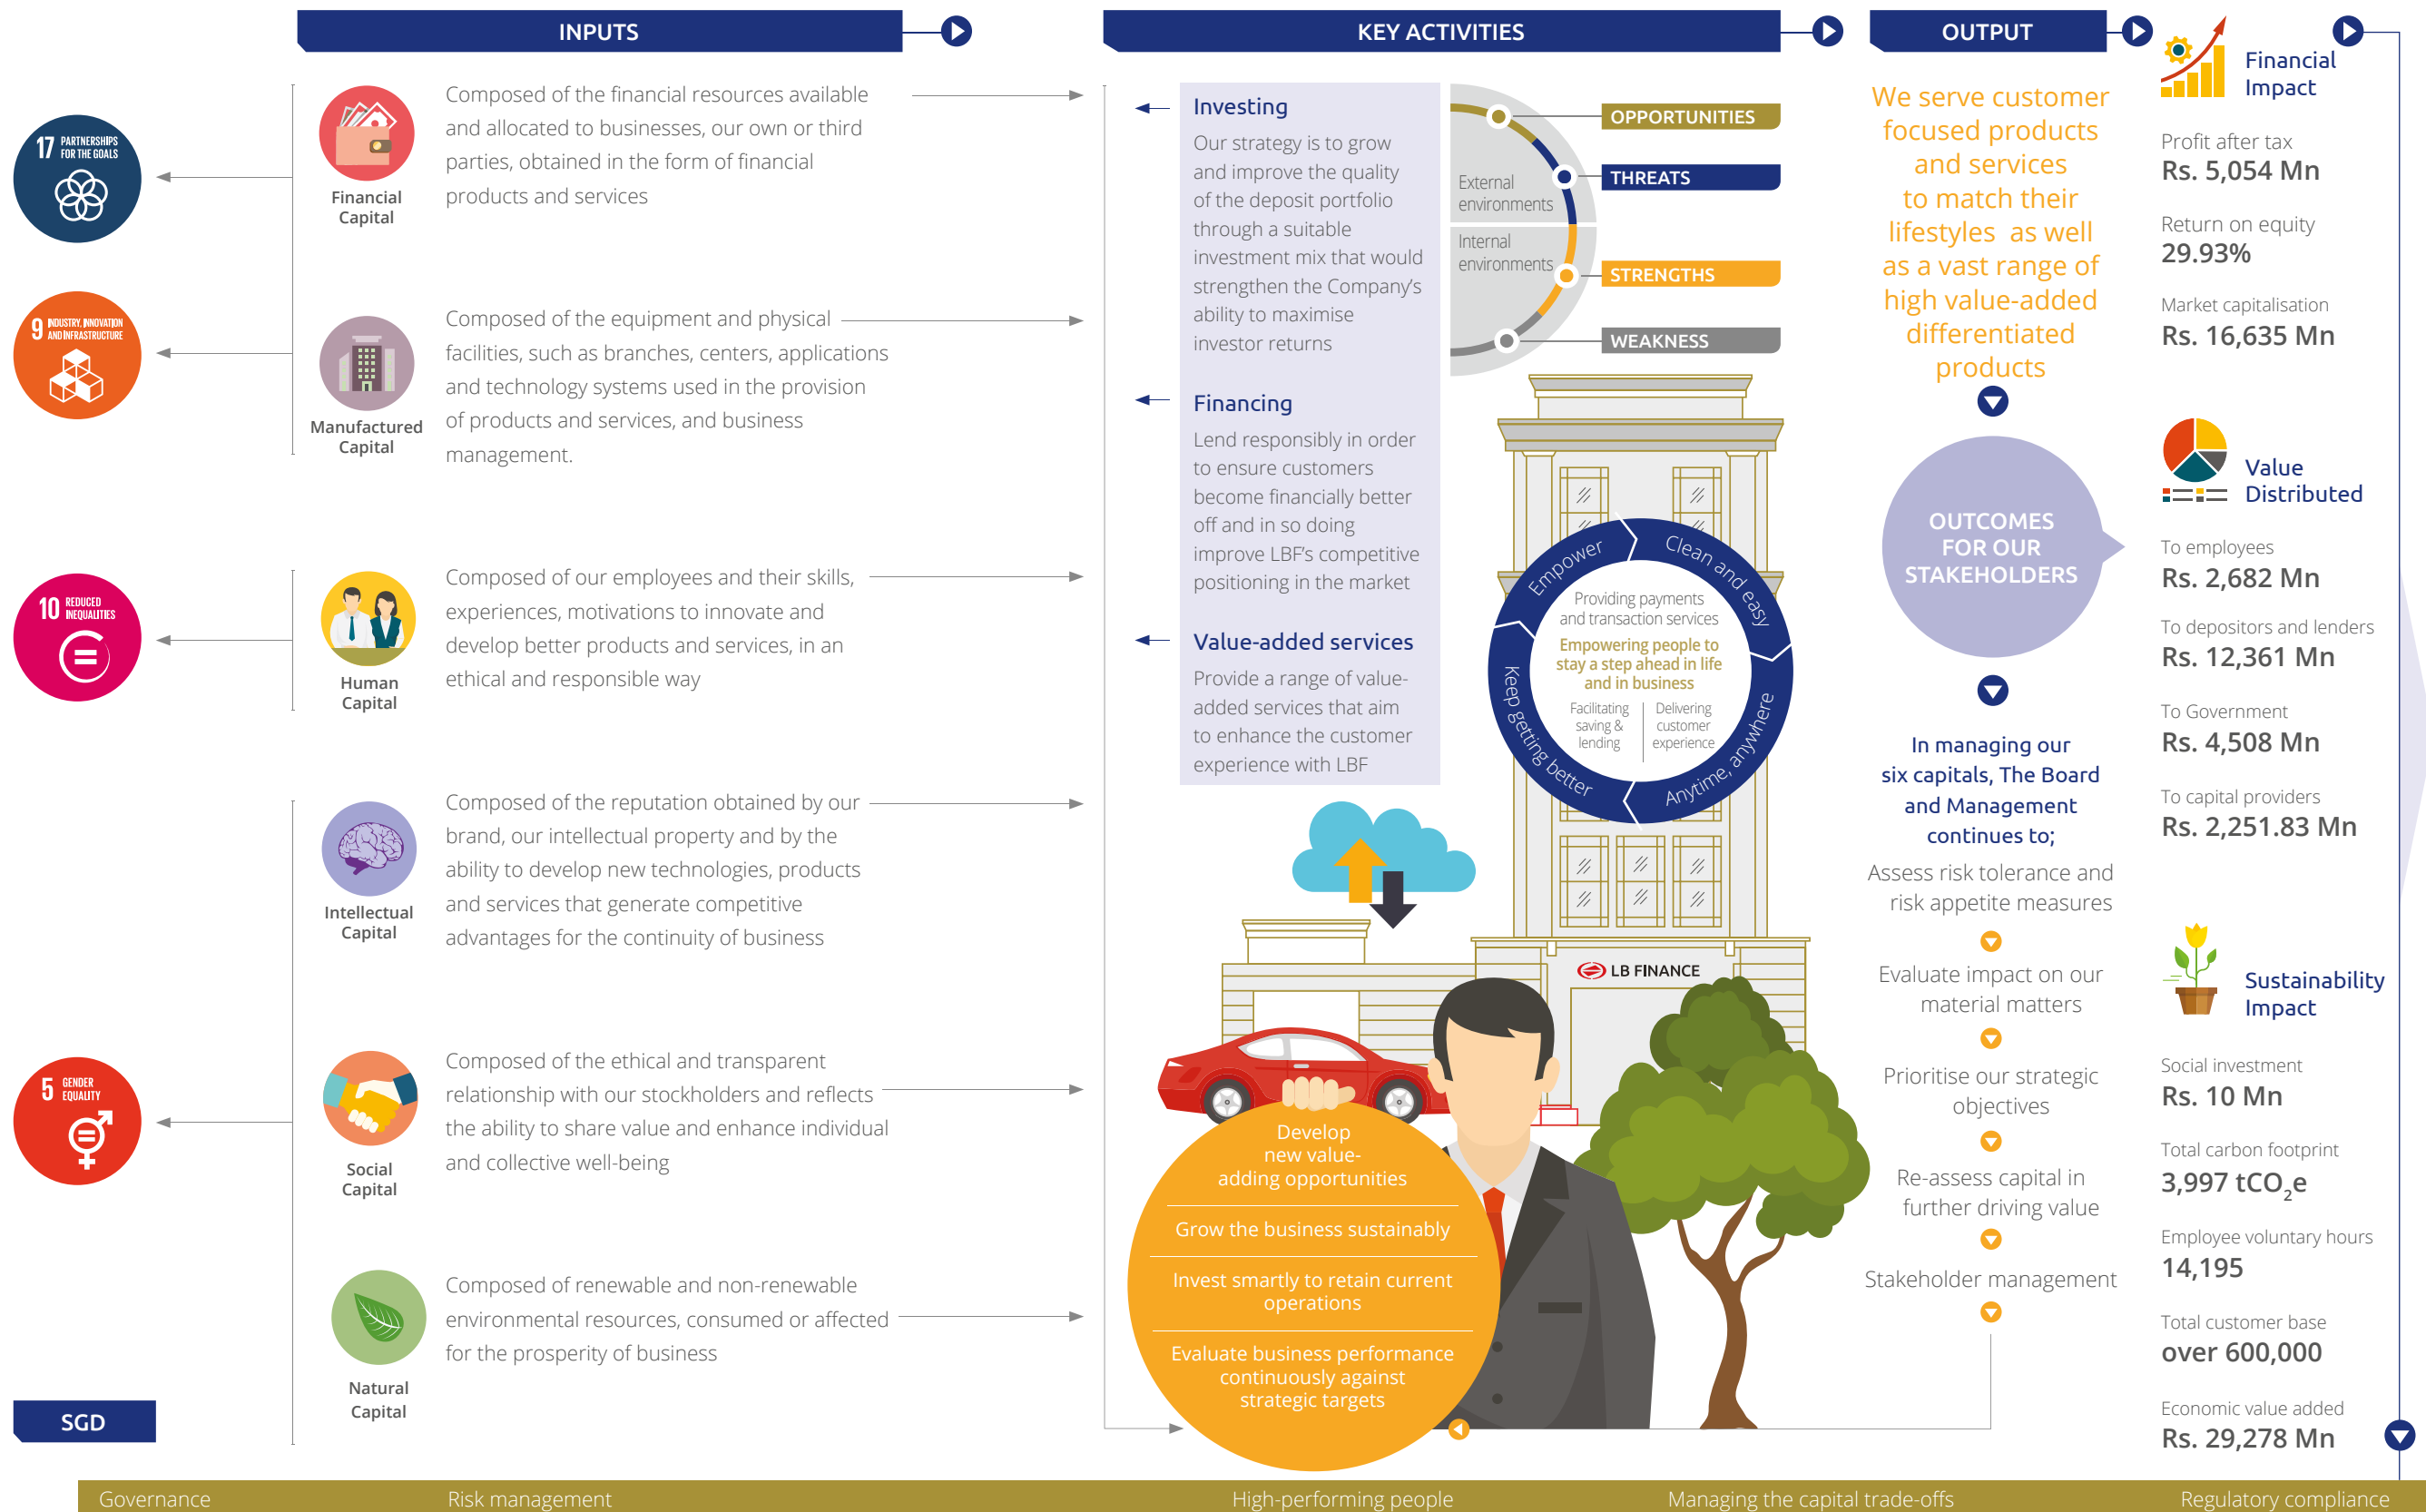 INPUTS
KEY ACTIVITIES
OUTPUT
17 PARTNERSHIPS
FOR THE GOALS
9 INDUSTRY, INNOVATION
AND INFRASTRUCTURE
10 REDUCED
INEQUALITIES
5 GENDER
EQUALITY
SGD
Financial
Capital
Composed of the financial resources available
and allocated to businesses, our own or third
parties, obtained in the form of financial
products and services
Manufactured
Capital
Composed of the equipment and physical
facilities, such as branches, centers, applications
and technology systems used in the provision
of products and services, and business
management.
Human
Capital
Composed of our employees and their skills,
experiences, motivations to innovate and
develop better products and services, in an
ethical and responsible way
Intellectual
Capital
Composed of the reputation obtained by our
brand, our intellectual property and by the
ability to develop new technologies, products
and services that generate competitive
advantages for the continuity of business
Social
Capital
Composed of the ethical and transparent
relationship with our stockholders and reflects
the ability to share value and enhance individual
and collective well-being
Natural
Capital
Composed of renewable and non-renewable
environmental resources, consumed or affected
for the prosperity of business
Investing
Our strategy is to grow
and improve the quality
of the deposit portfolio
through a suitable
investment mix that would
strengthen the Company's
ability to maximise
investor returns
Financing
Lend responsibly in order
to ensure customers
become financially better
off and in so doing
improve LBF's competitive
positioning in the market
Value-added services
Provide a range of value-
added services that aim
to enhance the customer
experience with LBF
External
environments
Internal
environments
OPPORTUNITIES
THREATS
STRENGTHS
WEAKNESS
Empower
Clean and easy
Anytime, anywhere
Keep getting better
Providing payments
and transaction services
Empowering people to
stay a step ahead in life
and in business
Facilitating
saving &
lending
Delivering
customer
experience
LB FINANCE
Develop
new value-
adding opportunities
Grow the business sustainably
Invest smartly to retain current
operations
Evaluate business performance
continuously against
strategic targets
We serve customer
focused products
and services
to match their
lifestyles as well
as a vast range of
high value-added
differentiated
products
OUTCOMES
FOR OUR
STAKEHOLDERS
In managing our
six capitals, The Board
and Management
continues to;
Assess risk tolerance and
risk appetite measures
Evaluate impact on our
material matters
Prioritise our strategic
objectives
Re-assess capital in
further driving value
Stakeholder management
Financial
Impact
Profit after tax
Rs. 5,054 Mn
Return on equity
29.93%
Market capitalisation
Rs. 16,635 Mn
Value
Distributed
To employees
Rs. 2,682 Mn
To depositors and lenders
Rs. 12,361 Mn
To Government
Rs. 4,508 Mn
To capital providers
Rs. 2,251.83 Mn
Sustainability
Impact
Social investment
Rs. 10 Mn
Total carbon footprint
3,997 tCO₂e
Employee voluntary hours
14,195
Total customer base
over 600,000
Economic value added
Rs. 29,278 Mn
Governance
Risk management
High-performing people
Managing the capital trade-offs
Regulatory compliance